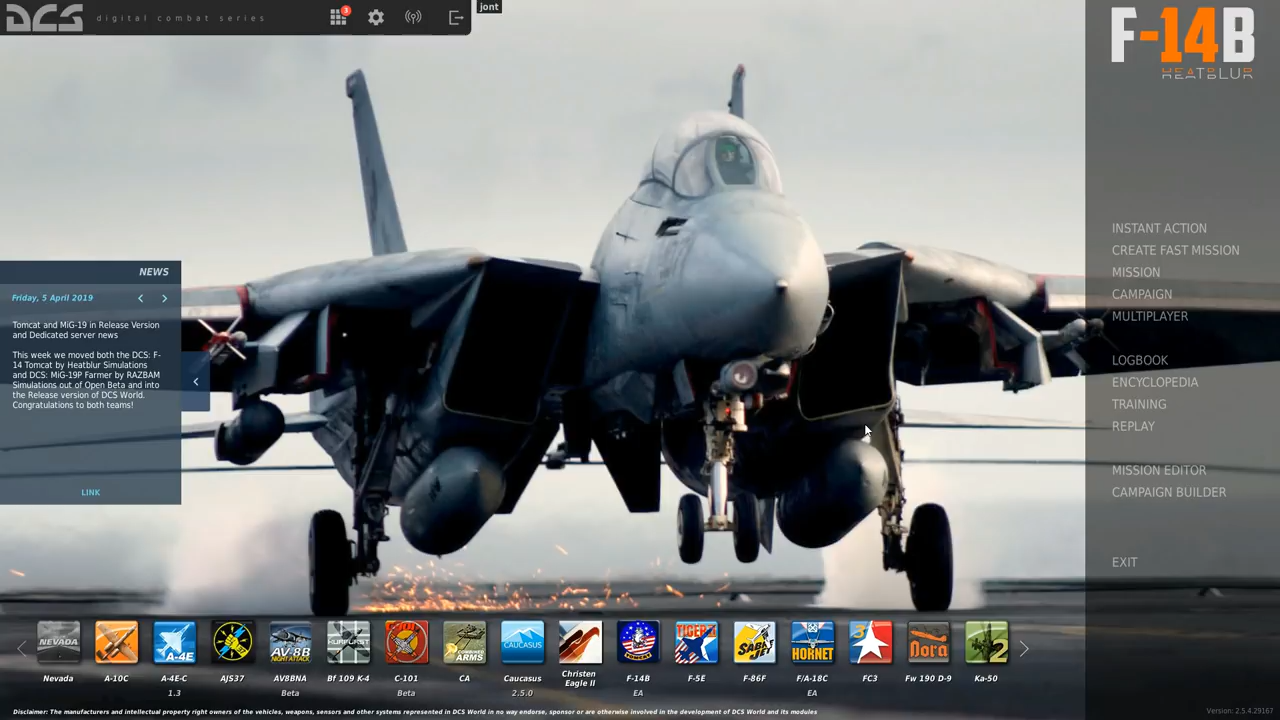 DCS digital combat series
3
jont
F-14B
HEATBLUR
INSTANT ACTION
CREATE FAST MISSION
MISSION
CAMPAIGN
MULTIPLAYER
LOGBOOK
ENCYCLOPEDIA
TRAINING
REPLAY
MISSION EDITOR
CAMPAIGN BUILDER
EXIT
NEWS
Friday, 5 April 2019
Tomcat and MiG-19 in Release Version
and Dedicated server news
This week we moved both the DCS: F-
14 Tomcat by Heatblur Simulations
and DCS: MiG-19P Farmer by RAZBAM
Simulations out of Open Beta and into
the Release version of DCS World.
Congratulations to both teams!
LINK
NEVADA
A-4E
AV-8B
NIGHT ATTACK
KURFÜRST
C-101
COMBINED
ARMS
CAUCASUS
TIGER
SABRE
JET
HORNET
3
Dora
2
Nevada
A-10C
A-4E-C
1.3
AJS37
AV8BNA
Beta
Bf 109 K-4
C-101
Beta
CA
Caucasus
2.5.0
Christen
Eagle II
F-14B
EA
F-5E
F-86F
F/A-18C
EA
FC3
Fw 190 D-9
Ka-50
Disclaimer: The manufacturers and intellectual property right owners of the vehicles, weapons, sensors and other systems represented in DCS World in no way endorse, sponsor or are otherwise involved in the development of DCS World and its modules
Version: 2.5.4.29167